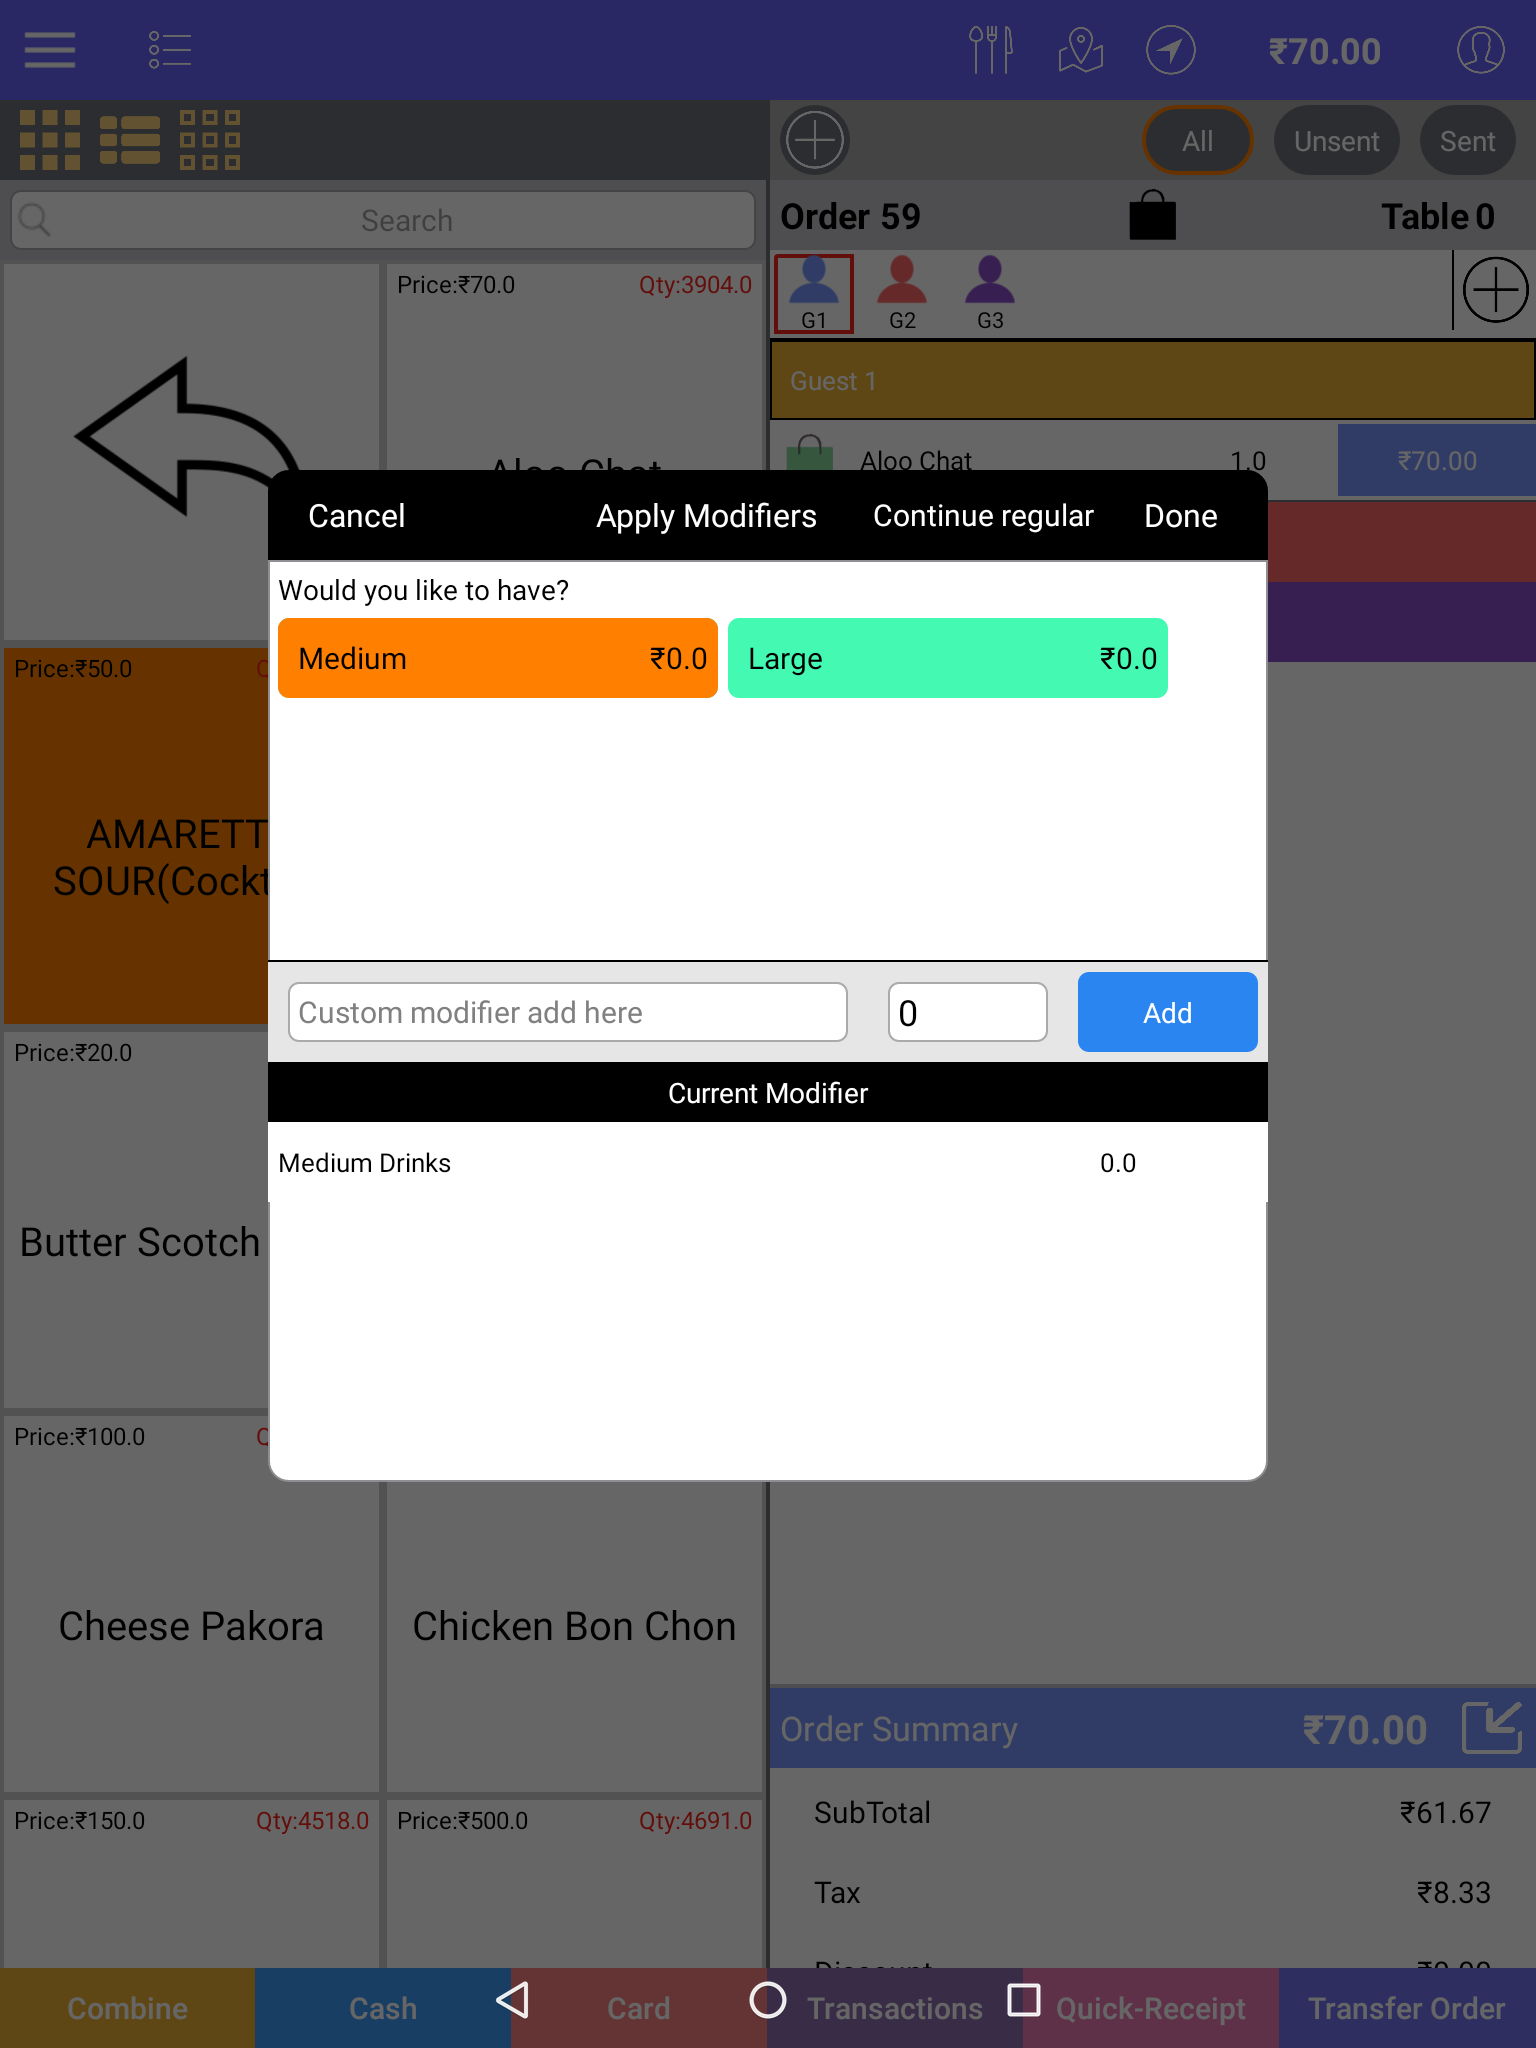 ₹70.00
All
Unsent
Sent
Search
Order 59
Table 0
Price:₹70.0
Qty:3904.0
G1
G2
G3
Guest 1
Aloo Chat
Aloo Chat
1.0
₹70.00
Cancel
Apply Modifiers
Continue regular
Done
Would you like to have?
Medium
₹0.0
Large
₹0.0
Price:₹50.0
AMARETT
SOUR(Cockt
Custom modifier add here
0
Add
Current Modifier
Medium Drinks
0.0
Price:₹20.0
Butter Scotch
Price:₹100.0
Cheese Pakora
Chicken Bon Chon
Order Summary
₹70.00
Price:₹150.0
Qty:4518.0
Price:₹500.0
Qty:4691.0
SubTotal
₹61.67
Tax
₹8.33
Combine
Cash
Card
Transactions
Quick-Receipt
Transfer Order